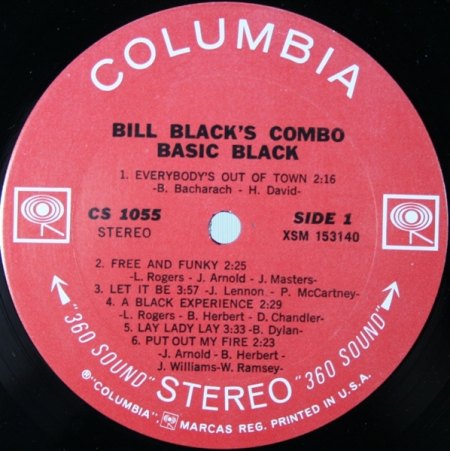 COLUMBIA
BILL BLACK'S COMBO
BASIC BLACK
1. EVERYBODY'S OUT OF TOWN 2:16
-B. Bacharach - H. David-
CS 1055
STEREO
SIDE 1
XSM 153140
2. FREE AND FUNKY 2:25
-L. Rogers - J. Arnold - J. Masters-
3. LET IT BE 3:57 -J. Lennon - P. McCartney-
4. A BLACK EXPERIENCE 2:29
-L. Rogers - B. Herbert - D. Chandler-
5. LAY LADY LAY 3:33 -B. Dylan-
6. PUT OUT MY FIRE 2:23
-J. Arnold - B. Herbert -
J. Williams-W. Ramsey-
"360 SOUND" STEREO "360 SOUND"
® "COLUMBIA", MARCAS REG. PRINTED IN U.S.A.